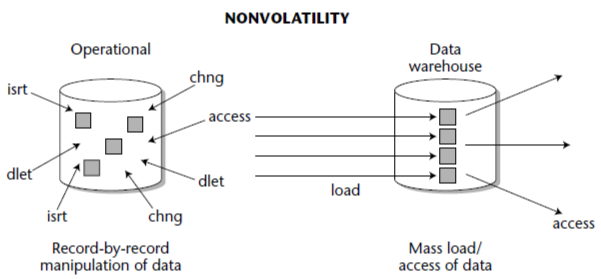 NONVOLATILITY
Operational
Data
warehouse
isrt
chng
access
dlet
dlet
isrt
chng
load
access
Record-by-record
manipulation of data
Mass load/
access of data